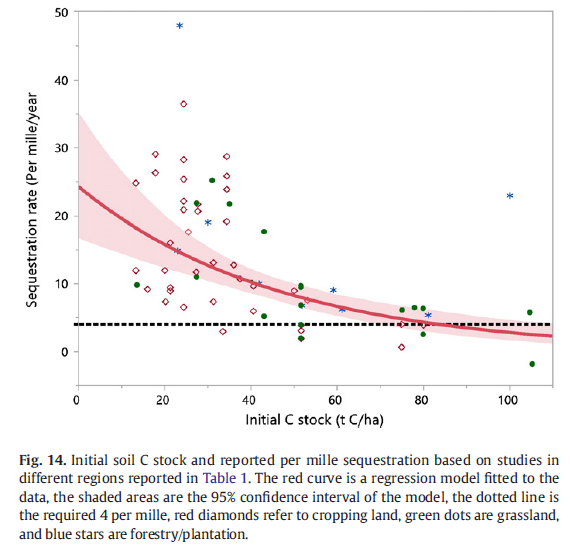 50
40
30
20
10
0
Sequestration rate (Per mille/year
0 20 40 60 80 100
Initial C stock (t C/ha)
Fig. 14. Initial soil C stock and reported per mille sequestration based on studies in
different regions reported in Table 1. The red curve is a regression model fitted to the
data, the shaded areas are the 95% confidence interval of the model, the dotted line is
the required 4 per mille, red diamonds refer to cropping land, green dots are grassland,
and blue stars are forestry/plantation.